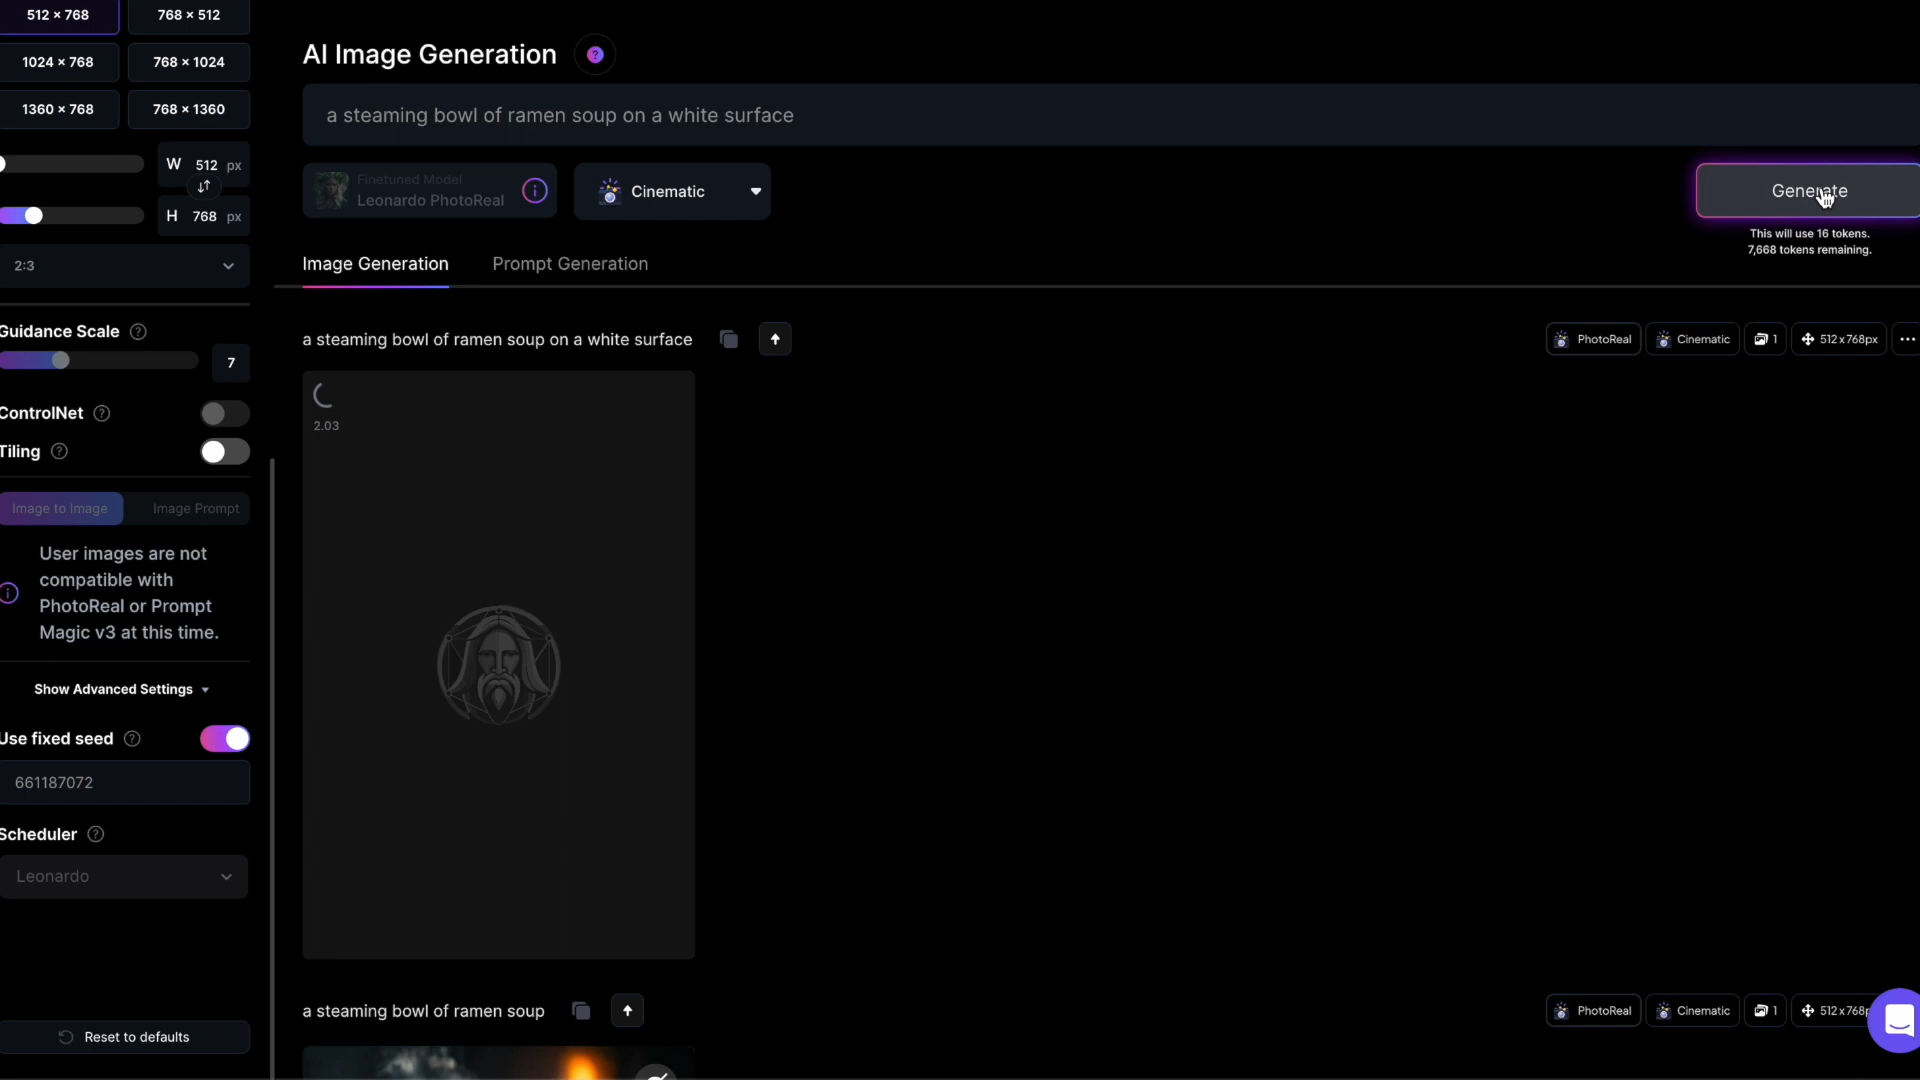 512 × 768
768 × 512
1024 × 768
768 × 1024
1360 × 768
768 × 1360
W 512 px
H 768 px
2:3
Guidance Scale
7
ControlNet
Tiling
Image to Image
Image Prompt
User images are not
compatible with
PhotoReal or Prompt
Magic v3 at this time.
Show Advanced Settings
Use fixed seed
661187072
Scheduler
Leonardo
Reset to defaults
AI Image Generation
a steaming bowl of ramen soup on a white surface
Finetuned Model
Leonardo PhotoReal
Cinematic
Generate
This will use 16 tokens.
7,668 tokens remaining.
Image Generation
Prompt Generation
a steaming bowl of ramen soup on a white surface
PhotoReal
Cinematic
1
512x768px
2.03
a steaming bowl of ramen soup
PhotoReal
Cinematic
1
512x768p